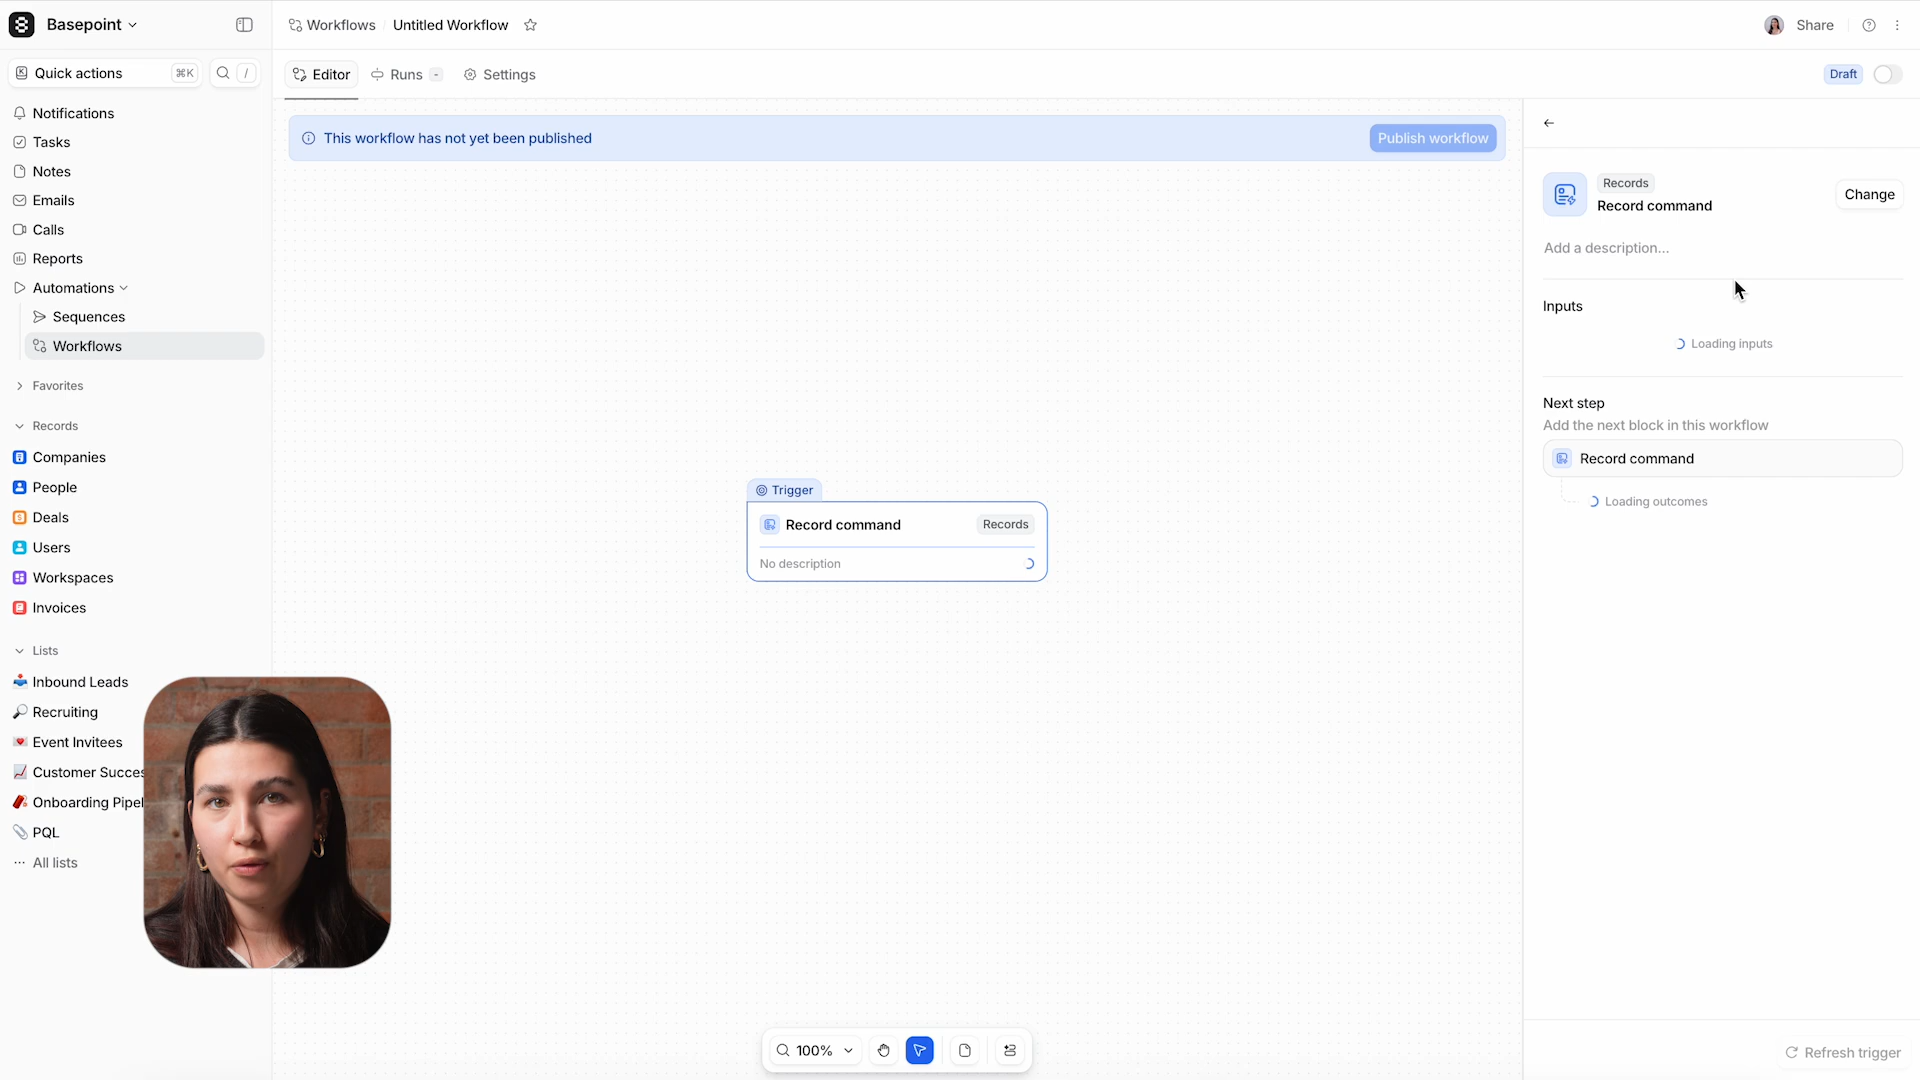 Basepoint
Workflows
Untitled Workflow
Share
Quick actions
⌘K
/
Editor
Runs
-
Settings
Draft
Notifications
Tasks
Notes
Emails
Calls
Reports
Automations
Sequences
Workflows
Favorites
Records
Companies
People
Deals
Users
Workspaces
Invoices
Lists
Inbound Leads
Recruiting
Event Invitees
Customer Succes
Onboarding Pipel
PQL
All lists
This workflow has not yet been published
Publish workflow
Trigger
Record command
Records
No description
100%
Records
Record command
Change
Add a description...
Inputs
Loading inputs
Next step
Add the next block in this workflow
Record command
Loading outcomes
Refresh trigger